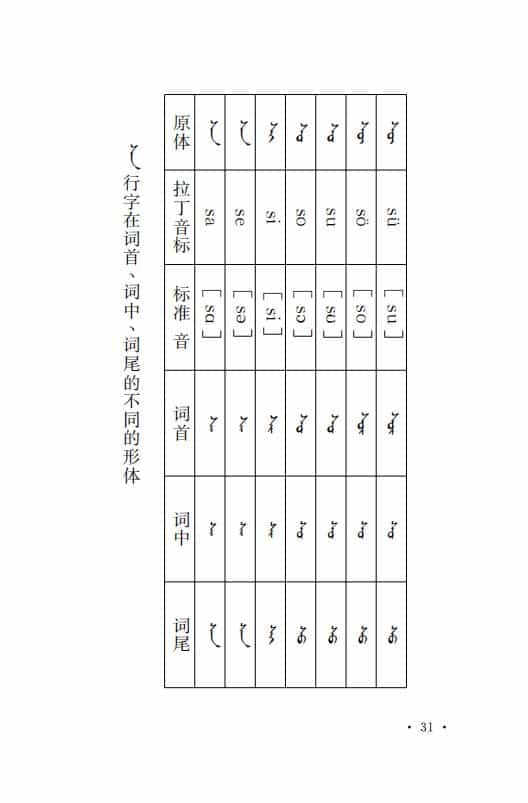 ᠰᠠ 行字在词首、词中、词尾的不同的形体
原体 拉丁音标 标准音 词首 词中 词尾
ᠰᠠ sa [sɑ] ᠰᠠ‍ ‍ᠰᠠ‍ ‍ᠰᠠ
ᠰᠡ se [sə] ᠰᠡ‍ ‍ᠰᠡ‍ ‍ᠰᠡ
ᠰᠢ si [si] ᠰᠢ‍ ‍ᠰᠢ‍ ‍ᠰᠢ
ᠰᠣ so [sɔ] ᠰᠣ‍ ‍ᠰᠣ‍ ‍ᠰᠣ
ᠰᠤ su [sʊ] ᠰᠤ‍ ‍ᠰᠤ‍ ‍ᠰᠤ
ᠰᠥ sö [so] ᠰᠥ‍ ‍ᠰᠥ‍ ‍ᠰᠥ
ᠰᠦ sü [su] ᠰᠦ‍ ‍ᠰᠦ‍ ‍ᠰᠦ
· 31 ·